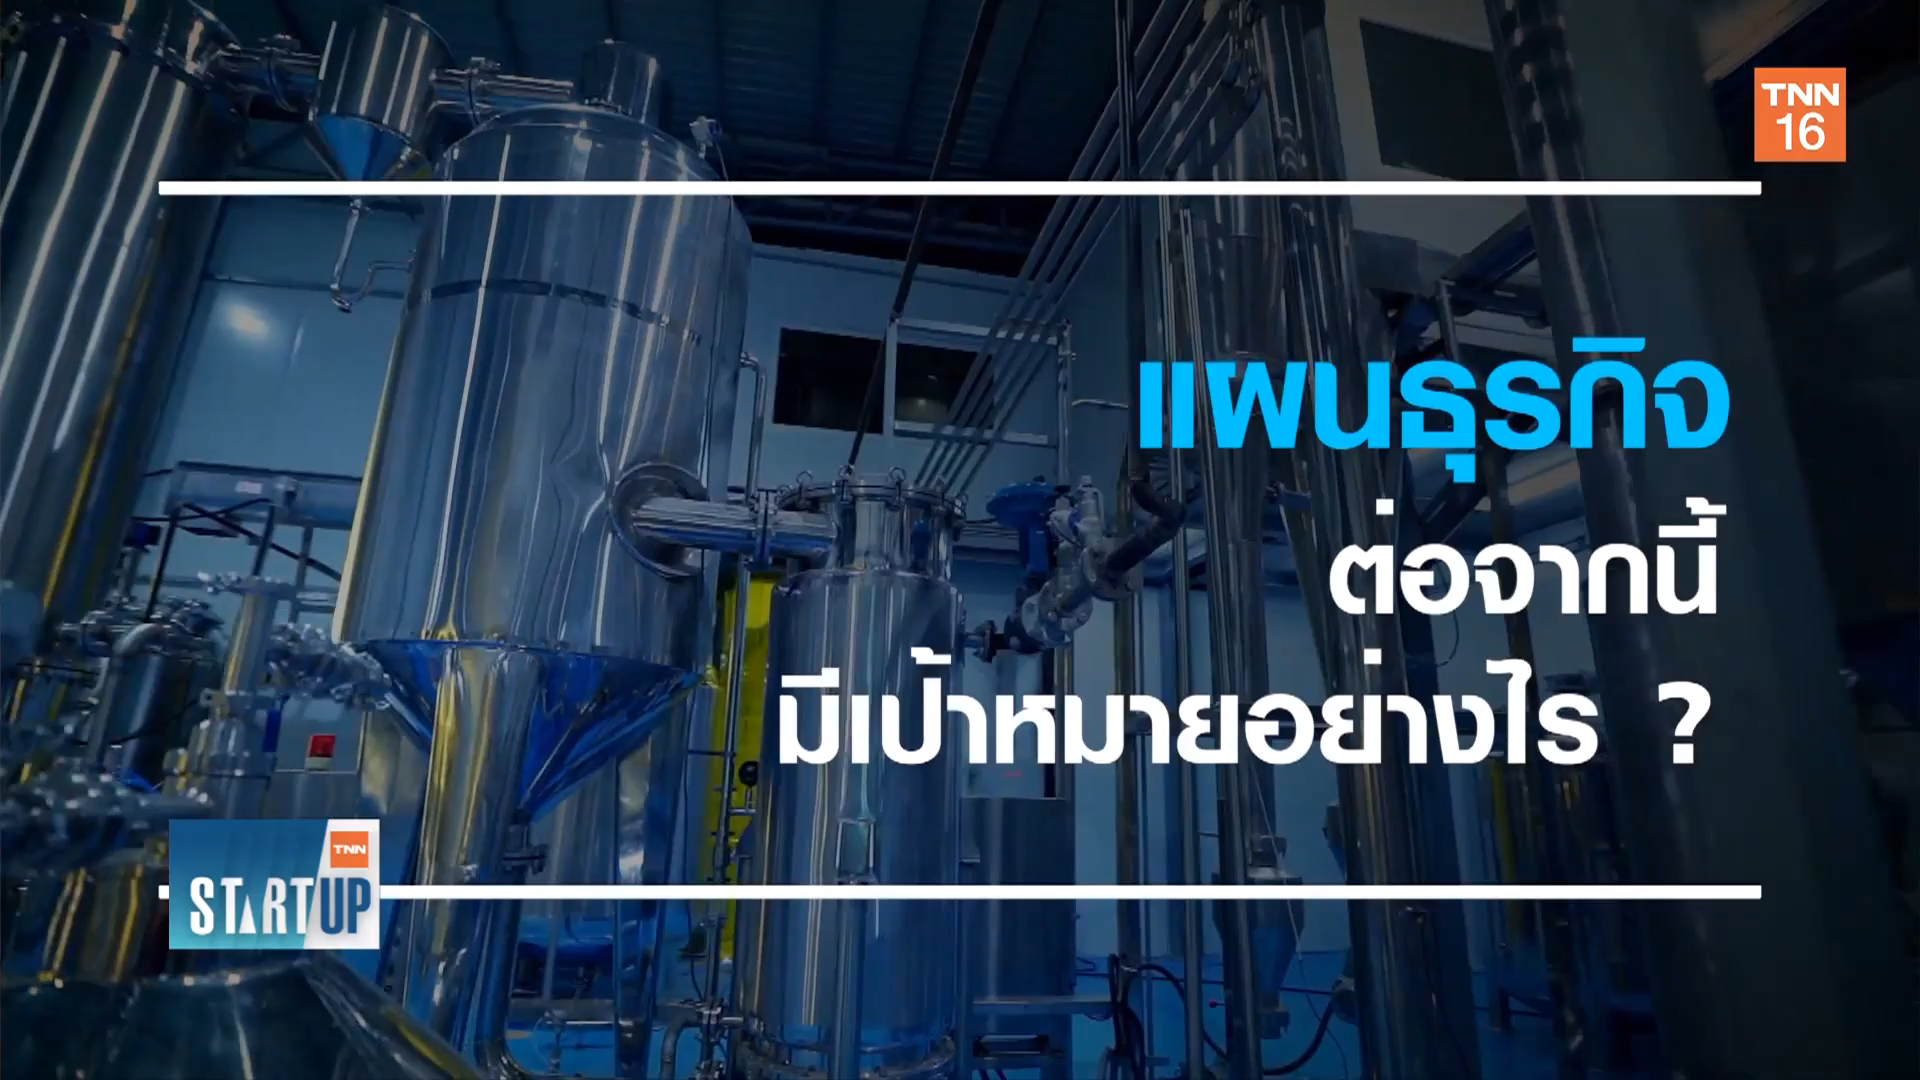 TNN
16
แผนธุรกิจ
ต่อจากนี้
มีเป้าหมายอย่างไร ?
TNN
STARTUP